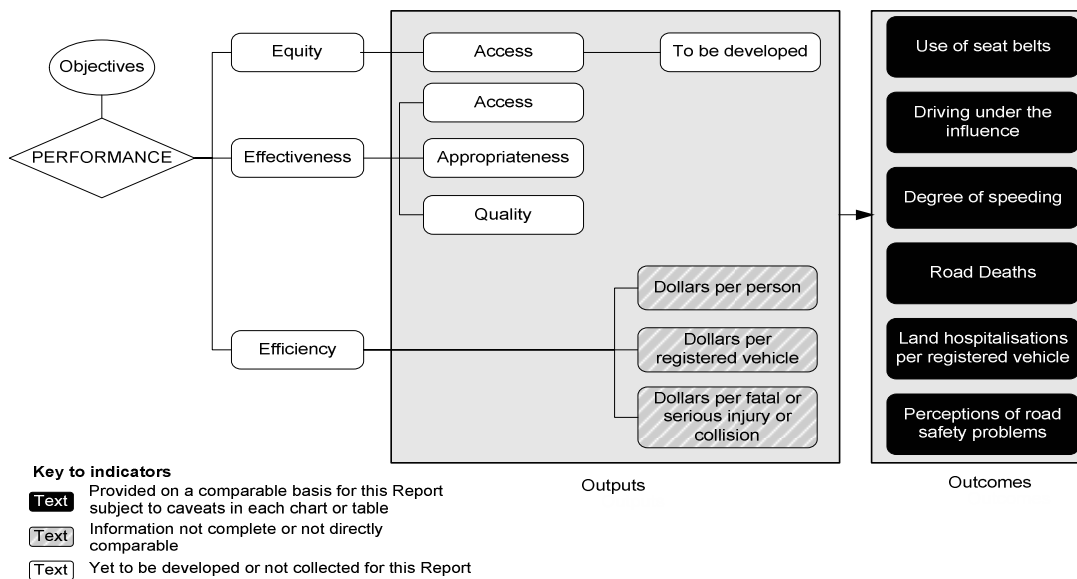 Objectives
PERFORMANCE
Equity
Access
To be developed
Access
Effectiveness
Appropriateness
Quality
Efficiency
Dollars per person
Dollars per
registered vehicle
Dollars per fatal or
serious injury or
collision
Outputs
Use of seat belts
Driving under the
influence
Degree of speeding
Road Deaths
Land hospitalisations
per registered vehicle
Perceptions of road
safety problems
Outcomes
Key to indicators
Text
Provided on a comparable basis for this Report
subject to caveats in each chart or table
Text
Information not complete or not directly
comparable
Text
Yet to be developed or not collected for this Report